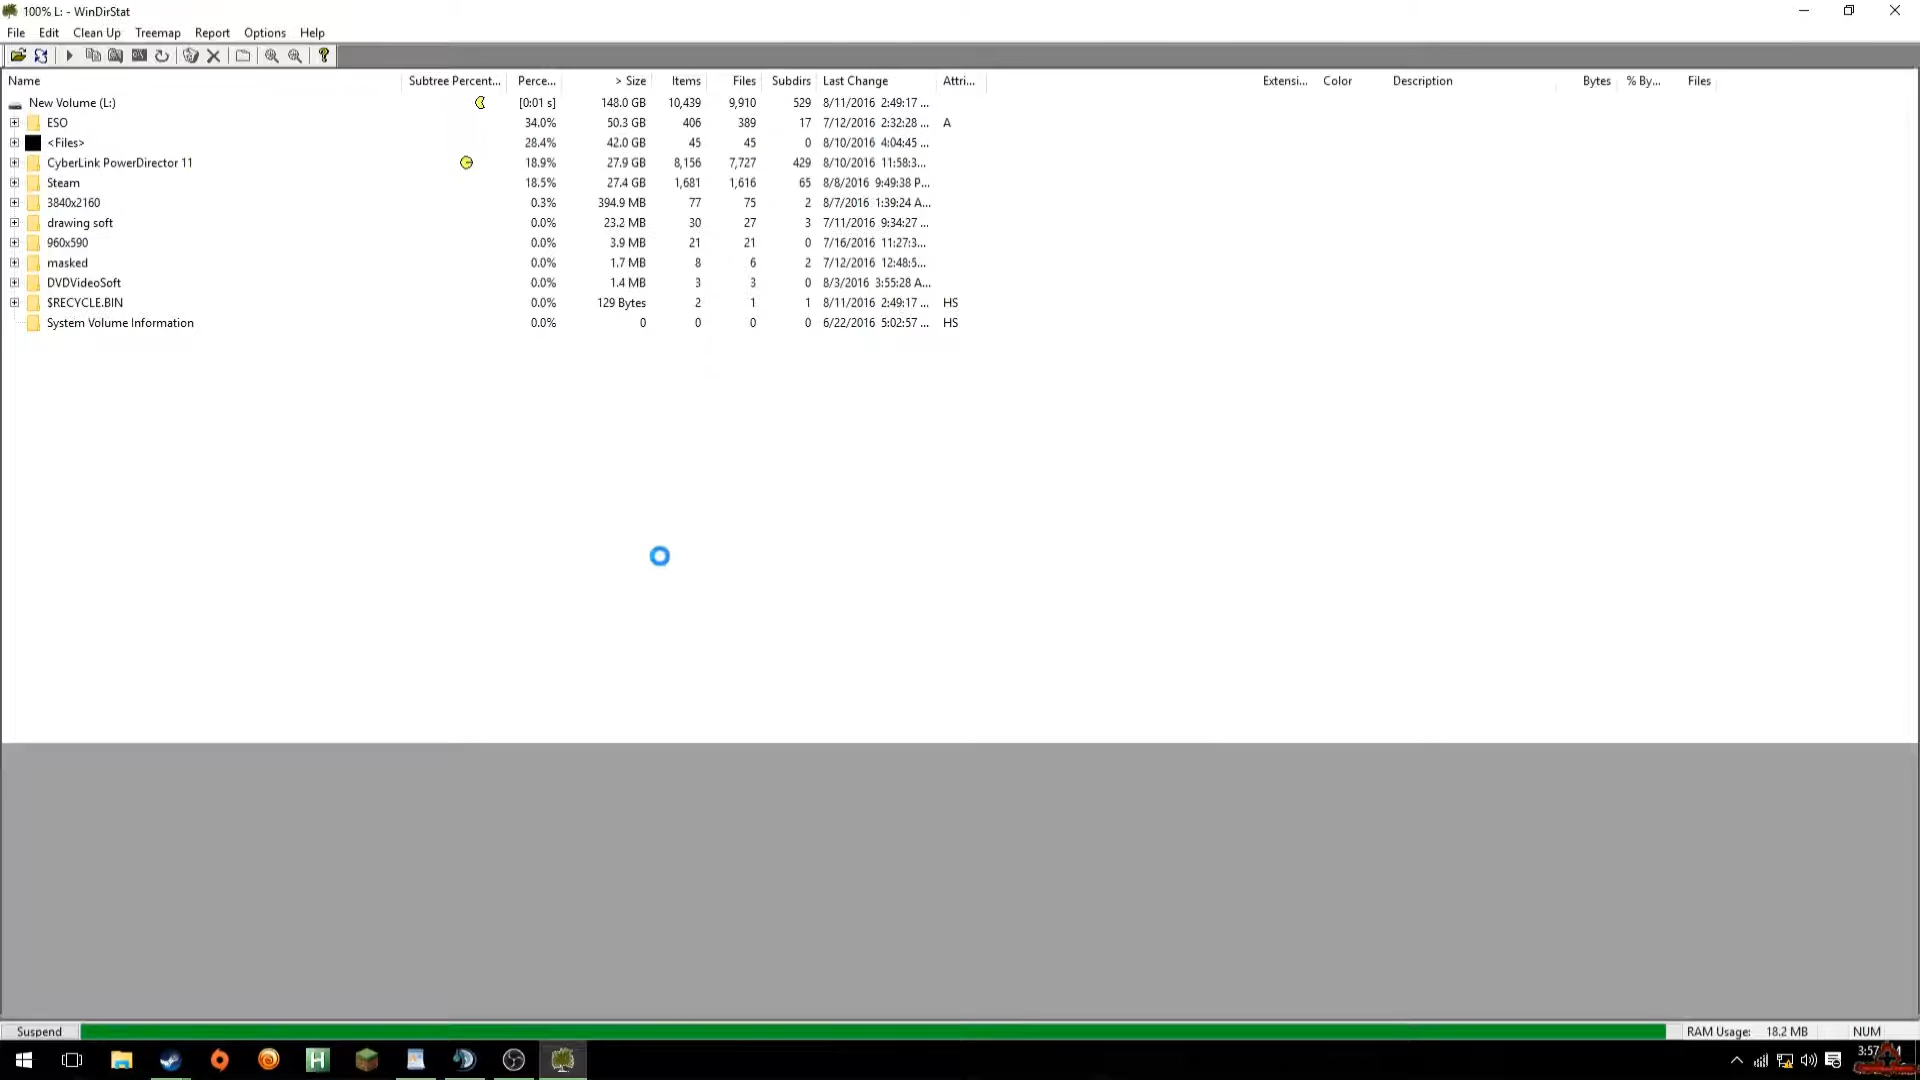 100% L: - WinDirStat
File Edit Clean Up Treemap Report Options Help
Name Subtree Percent... Perce... > Size Items Files Subdirs Last Change Attri... Extensi... Color Description Bytes % By... Files
New Volume (L:) [0:01 s] 148.0 GB 10,439 9,910 529 8/11/2016 2:49:17 ...
ESO 34.0% 50.3 GB 406 389 17 7/12/2016 2:32:28 ... A
<Files> 28.4% 42.0 GB 45 45 0 8/10/2016 4:04:45 ...
CyberLink PowerDirector 11 18.9% 27.9 GB 8,156 7,727 429 8/10/2016 11:58:3...
Steam 18.5% 27.4 GB 1,681 1,616 65 8/8/2016 9:49:38 P...
3840x2160 0.3% 394.9 MB 77 75 2 8/7/2016 1:39:24 A...
drawing soft 0.0% 23.2 MB 30 27 3 7/11/2016 9:34:27 ...
960x590 0.0% 3.9 MB 21 21 0 7/16/2016 11:27:3...
masked 0.0% 1.7 MB 8 6 2 7/12/2016 12:48:5...
DVDVideoSoft 0.0% 1.4 MB 3 3 0 8/3/2016 3:55:28 A...
$RECYCLE.BIN 0.0% 129 Bytes 2 1 1 8/11/2016 2:49:17 ... HS
System Volume Information 0.0% 0 0 0 0 6/22/2016 5:02:57 ... HS
Suspend RAM Usage: 18.2 MB NUM
3:57